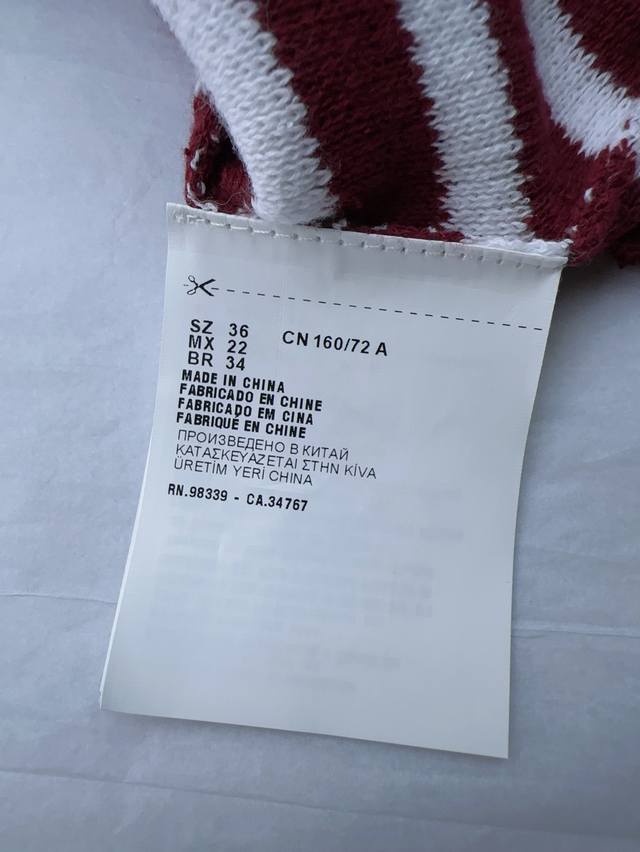 SZ 36 CN 160/72 A
MX 22
BR 34
MADE IN CHINA
FABRICADO EN CHINE
FABRICADO EM CINA
FABRIQUÉ EN CHINE
ПРОИЗВЕДЕНО В КИТАЙ
ΚΑΤΑΣΚΕΥΑΖΕΤΑΙ ΣΤΗΝ ΚίVΑ
ÜRETİM YERİ CHINA
RN.98339 - CA.34767